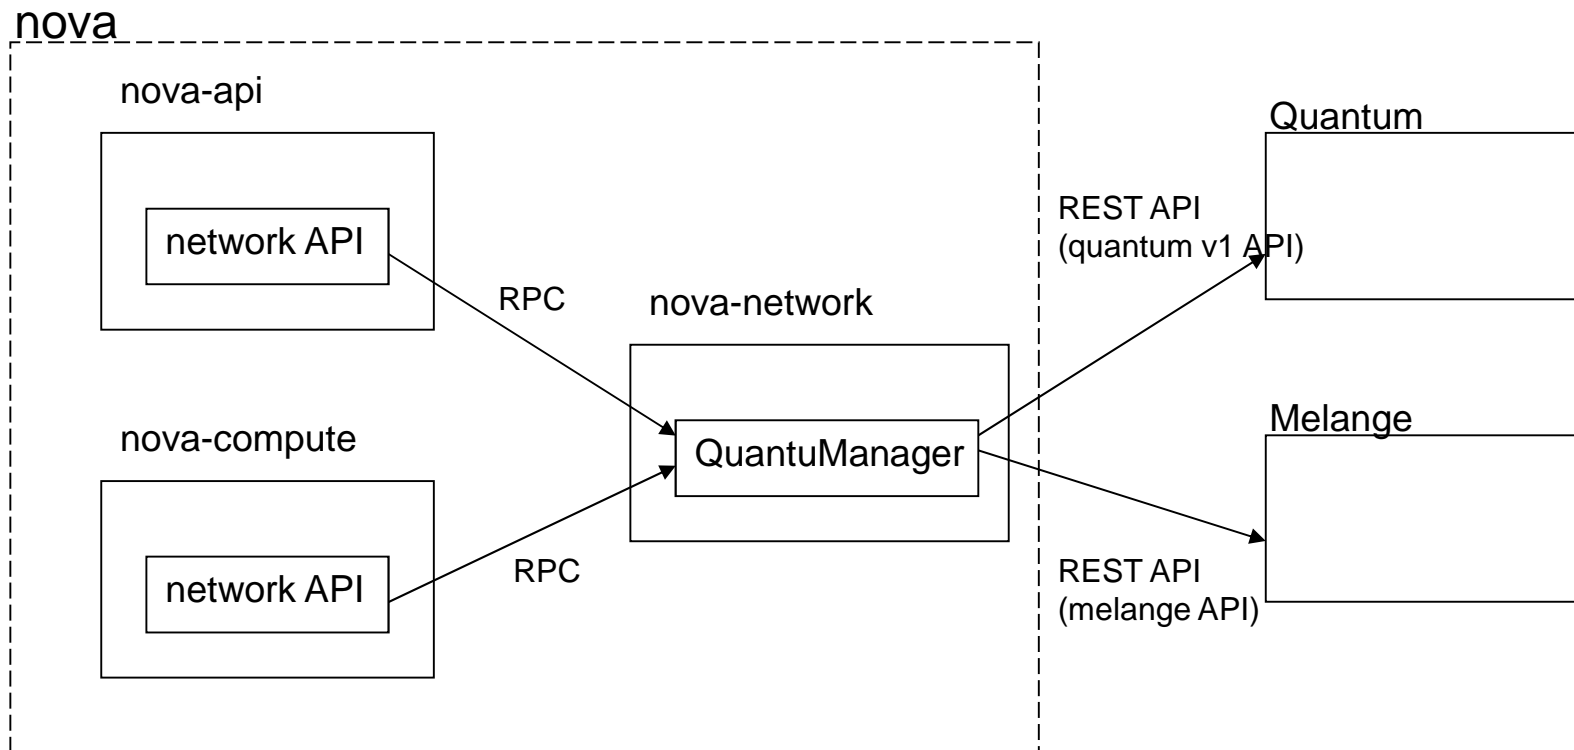 nova
nova-api
network API
RPC
nova-network
QuantuManager
nova-compute
network API
RPC
Quantum
REST API
(quantum v1 API)
Melange
REST API
(melange API)